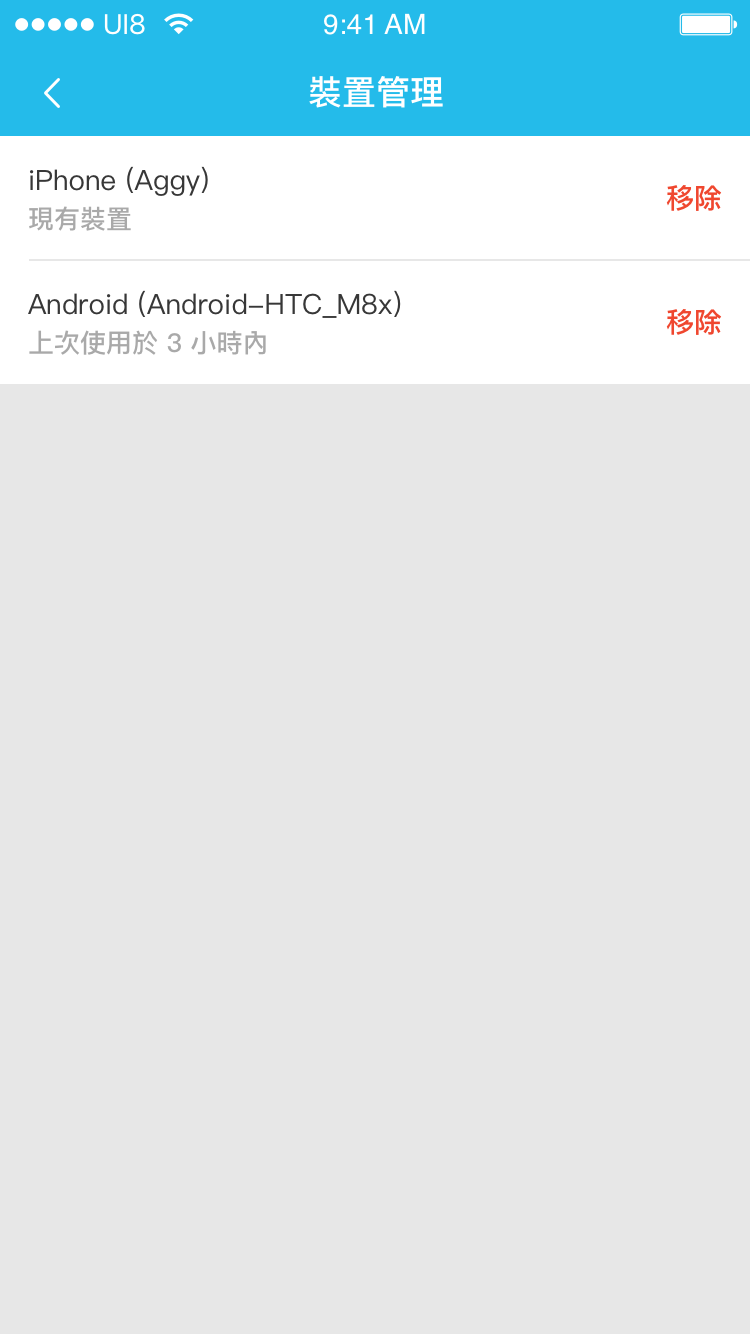 UI8
9:41 AM
裝置管理
iPhone (Aggy)
現有裝置
移除
Android (Android-HTC_M8x)
上次使用於 3 小時內
移除